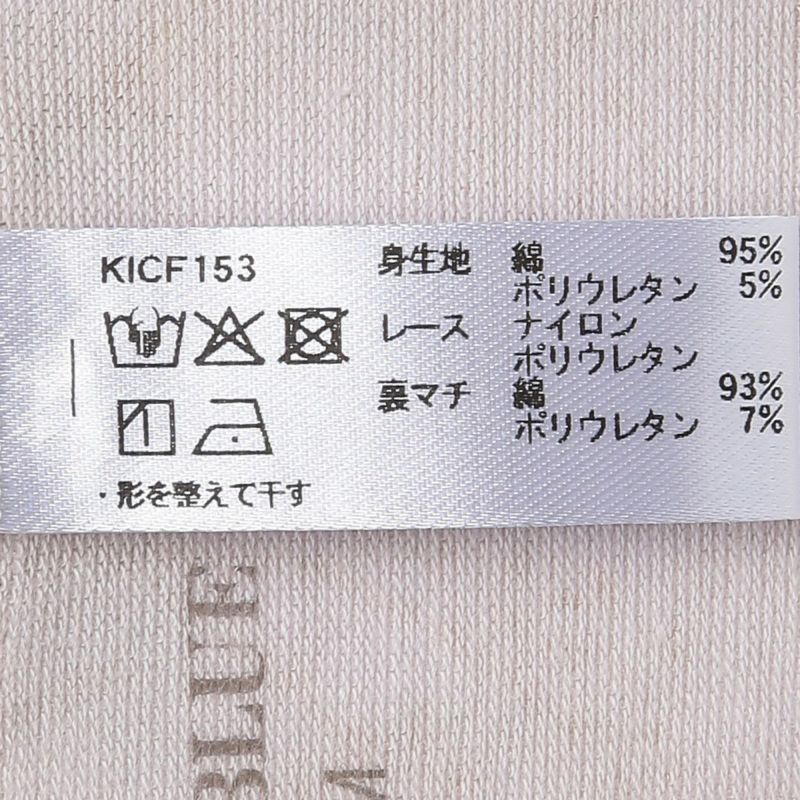 KICF153
・形を整えて干す
身生地 綿 95%
ポリウレタン 5%
レース ナイロン
ポリウレタン
裏マチ 綿 93%
ポリウレタン 7%
BLUE